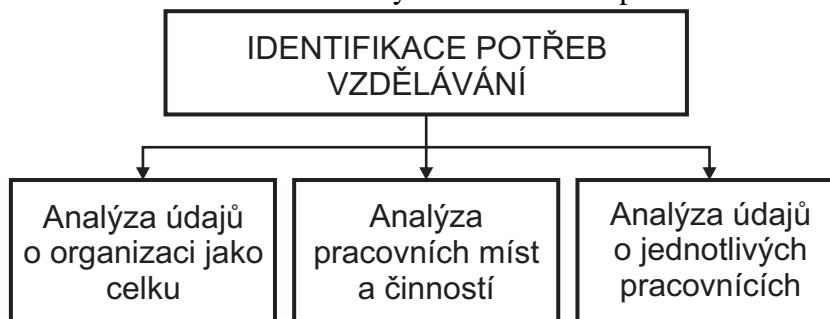 IDENTIFIKACE POTŘEB
VZDĚLÁVÁNÍ
Analýza údajů
o organizaci jako
celku
Analýza
pracovních míst
a činností
Analýza údajů
o jednotlivých
pracovnících